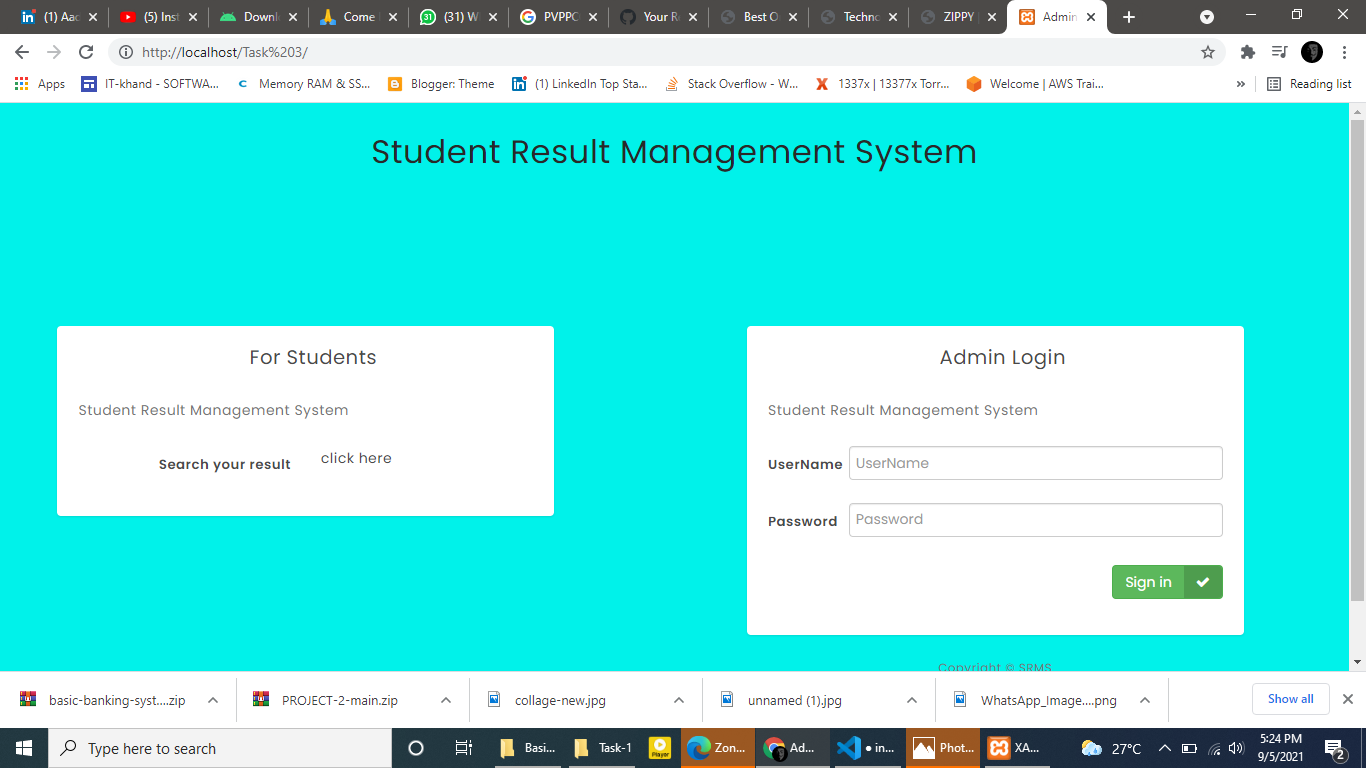 (1) Aac
(5) Inst
Downl
Come
(31) W
PVPPC
Your R
Best O
Techno
ZIPPY |
Admin
http://localhost/Task%203/
Apps
IT-khand - SOFTWA...
Memory RAM & SS...
Blogger: Theme
(1) LinkedIn Top Sta...
Stack Overflow - W...
1337x | 13377x Torr...
Welcome | AWS Trai...
»
Reading list
Student Result Management System
For Students
Student Result Management System
Search your result
click here
Admin Login
Student Result Management System
UserName
UserName
Password
Password
Sign in
Copyright © SRMS
basic-banking-syst....zip
PROJECT-2-main.zip
collage-new.jpg
unnamed (1).jpg
WhatsApp_Image....png
Show all
Type here to search
Basi...
Task-1
Player
Zon...
Ad...
● in...
Phot...
XA...
27°C
5:24 PM
9/5/2021
2